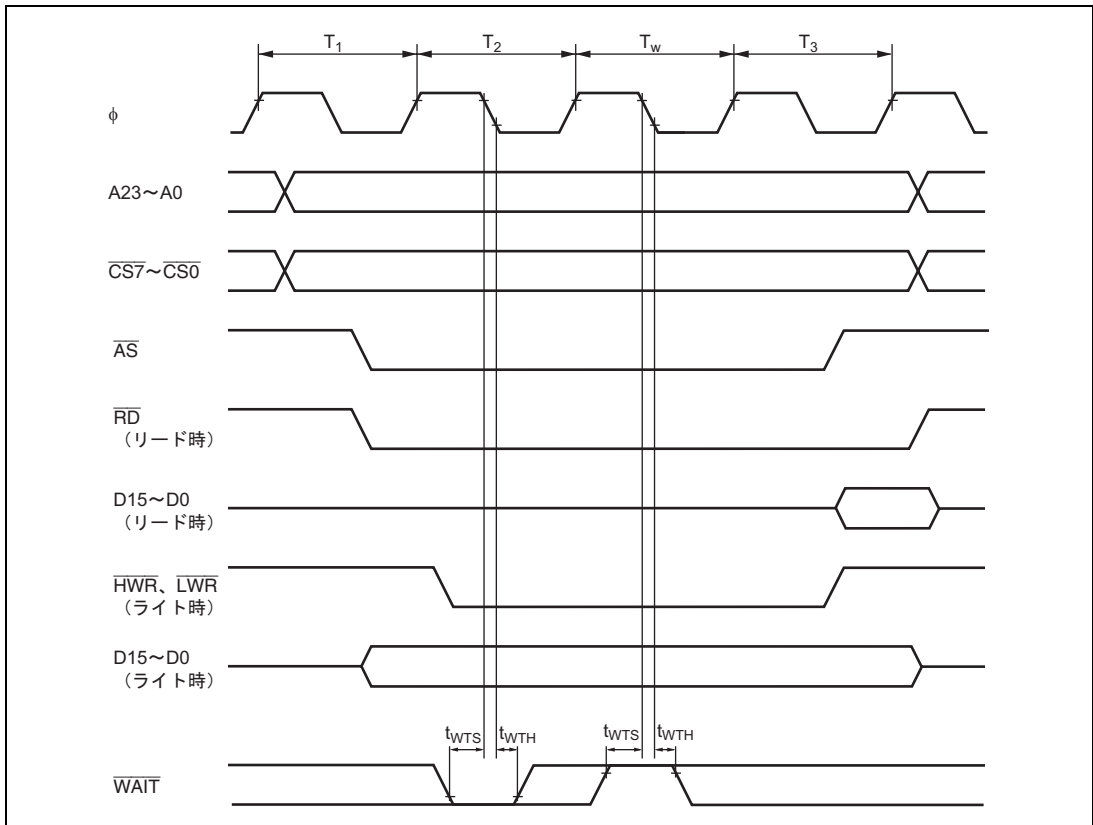 T1 T2 Tw T3
φ
A23～A0
CS7～CS0
AS
RD
（リード時）
D15～D0
（リード時）
HWR、LWR
（ライト時）
D15～D0
（ライト時）
tWTS tWTH tWTS tWTH
WAIT